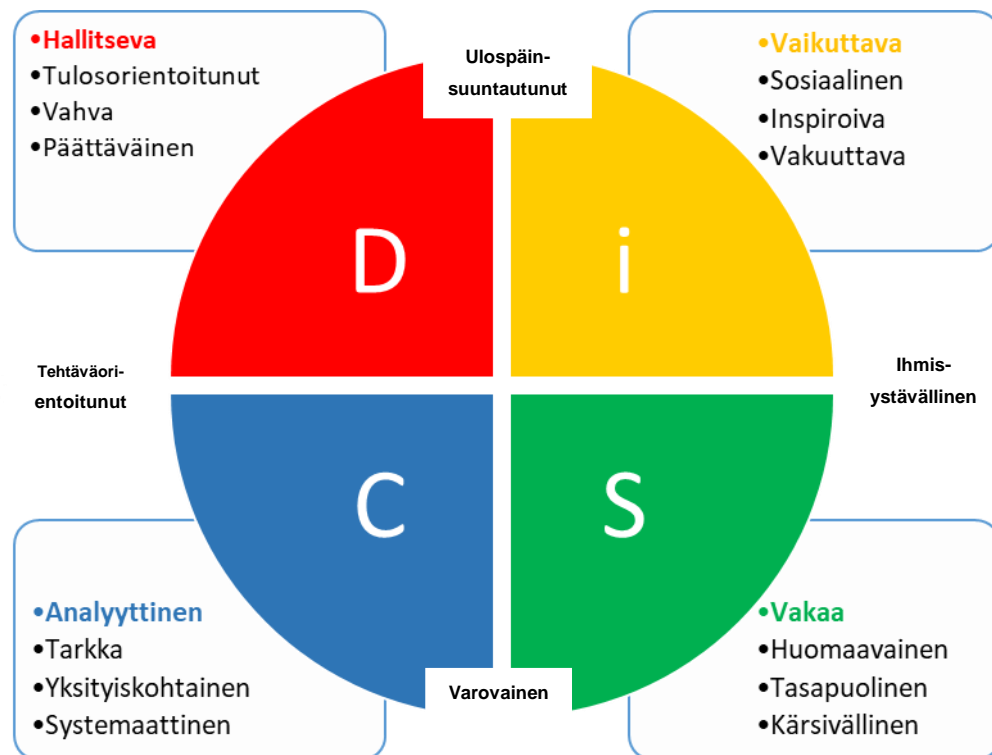 •Hallitseva
•Tulosorientoitunut
•Vahva
•Päättäväinen
Ulospäin-
suuntautunut
•Vaikuttava
•Sosiaalinen
•Inspiroiva
•Vakuuttava
D
i
Tehtäväori-
entoitunut
Ihmis-
ystävällinen
C
S
•Analyyttinen
•Tarkka
•Yksityiskohtainen
•Systemaattinen
Varovainen
•Vakaa
•Huomaavainen
•Tasapuolinen
•Kärsivällinen